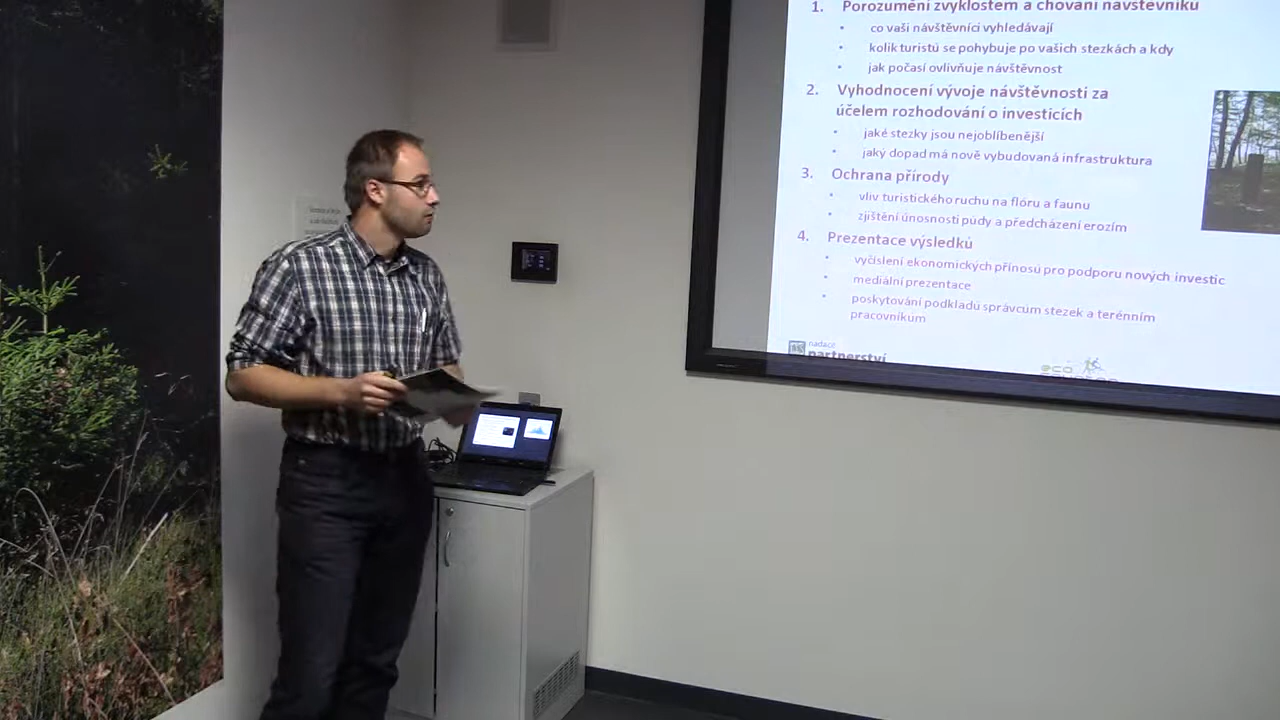 1. Porozumění zvyklostem a chování návštěvníků
• co vaši návštěvníci vyhledávají
• kolik turistů se pohybuje po vašich stezkách a kdy
• jak počasí ovlivňuje návštěvnost
2. Vyhodnocení vývoje návštěvnosti za
účelem rozhodování o investicích
• jaké stezky jsou nejoblíbenější
• jaký dopad má nově vybudovaná infrastruktura
3. Ochrana přírody
• vliv turistického ruchu na flóru a faunu
• zjištění únosnosti půdy a předcházení erozím
4. Prezentace výsledků
• vyčíslení ekonomických přínosů pro podporu nových investic
• mediální prezentace
• poskytování podkladů správcům stezek a terénním
pracovníkům
nadace
partnerství
eco